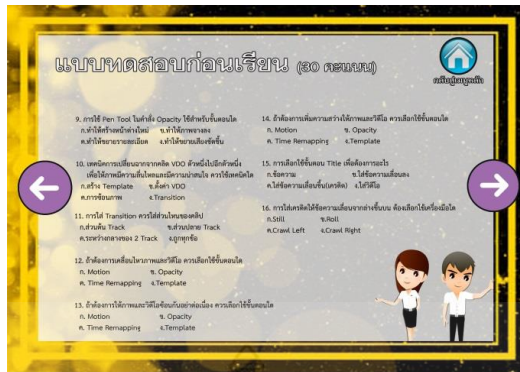 แบบทดสอบก่อนเรียน (30 คะแนน)
กลับสู่เมนูหลัก
9. การใช้ Pen Tool ในคำสั่ง Opacity ใช้สำหรับขั้นตอนใด
ก.ทำให้สร้างหน้าต่างใหม่ ข.ทำให้ภาพจางลง
ค.ทำให้ขยายรายละเอียด ง.ทำให้ขยายเสียงชัดขึ้น
10. เทคนิคการเปลี่ยนฉากจากคลิต VDO ตัวหนึ่งไปอีกตัวหนึ่ง
เพื่อให้ภาพมีความลื่นไหลและมีความน่าสนใจ ควรใช้เทคนิคใด
ก.สร้าง Template ข.ตั้งค่า VDO
ค.การซ้อนภาพ ง.Transition
11. การใส่ Transition ควรใส่ส่วนไหนของคลิป
ก.ส่วนต้น Track ข.ส่วนปลาย Track
ค.ระหว่างกลางของ 2 Track ง.ถูกทุกข้อ
12. ถ้าต้องการเคลื่อนไหวภาพและวิดีโอ ควรเลือกใช้ขั้นตอนใด
ก. Motion ข. Opacity
ค. Time Remapping ง.Template
13. ถ้าต้องการให้ภาพและวีดีโอซ้อนกันอย่างต่อเนื่อง ควรเลือกใช้ขั้นตอนใด
ก. Motion ข. Opacity
ค. Time Remapping ง.Template
14. ถ้าต้องการเพิ่มความสว่างให้ภาพและวีดีโอ ควรเลือกใช้ขั้นตอนใด
ก. Motion ข. Opacity
ค. Time Remapping ง.Template
15. การเลือกใช้ขั้นตอน Title เพื่อต้องการอะไร
ก.ข้อความ ข.ใส่ข้อความเลื่อนลง
ค.ใส่ข้อความเลื่อนขึ้น(เครดิต) ง.ใส่วิดีโอ
16. การใส่เครดิตให้ข้อความเลื่อนจากล่างขึ้นบน ต้องเลือกใช้เครื่องมือใด
ก.Still ข.Roll
ค.Crawl Left ง.Crawl Right